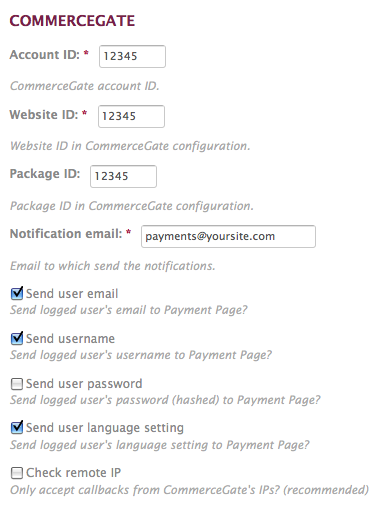 COMMERCEGATE
Account ID: * 12345
CommerceGate account ID.
Website ID: * 12345
Website ID in CommerceGate configuration.
Package ID: 12345
Package ID in CommerceGate configuration.
Notification email: * payments@yoursite.com
Email to which send the notifications.
Send user email
Send logged user's email to Payment Page?
Send username
Send logged user's username to Payment Page?
Send user password
Send logged user's password (hashed) to Payment Page?
Send user language setting
Send logged user's language setting to Payment Page?
Check remote IP
Only accept callbacks from CommerceGate's IPs? (recommended)